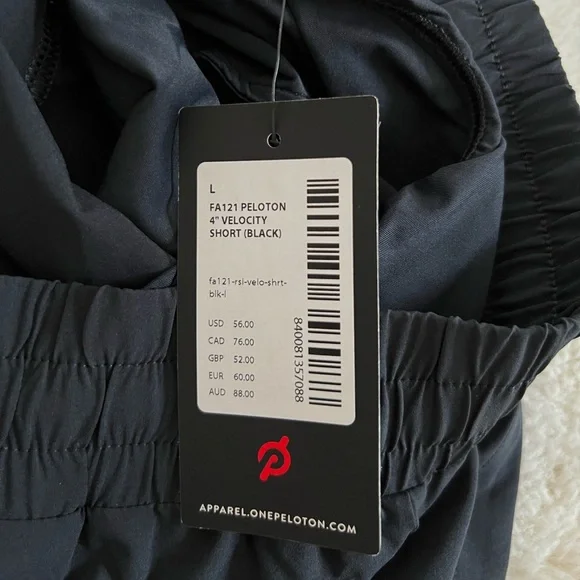 L
FA121 PELOTON
4" VELOCITY
SHORT (BLACK)
fa121-rsl-velo-shrt-
blk-l
USD 56.00
CAD 76.00
GBP 52.00
EUR 60.00
AUD 88.00
840081357088
APPAREL.ONEPELOTON.COM